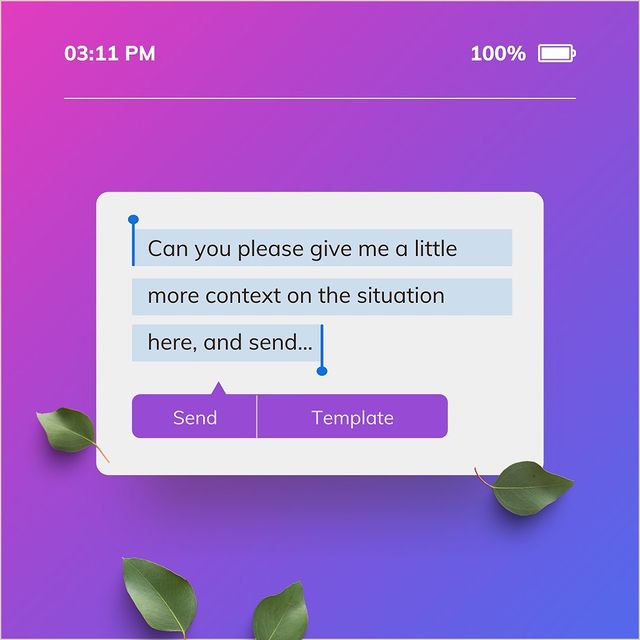 03:11 PM 100%
Can you please give me a little
more context on the situation
here, and send...
Send Template